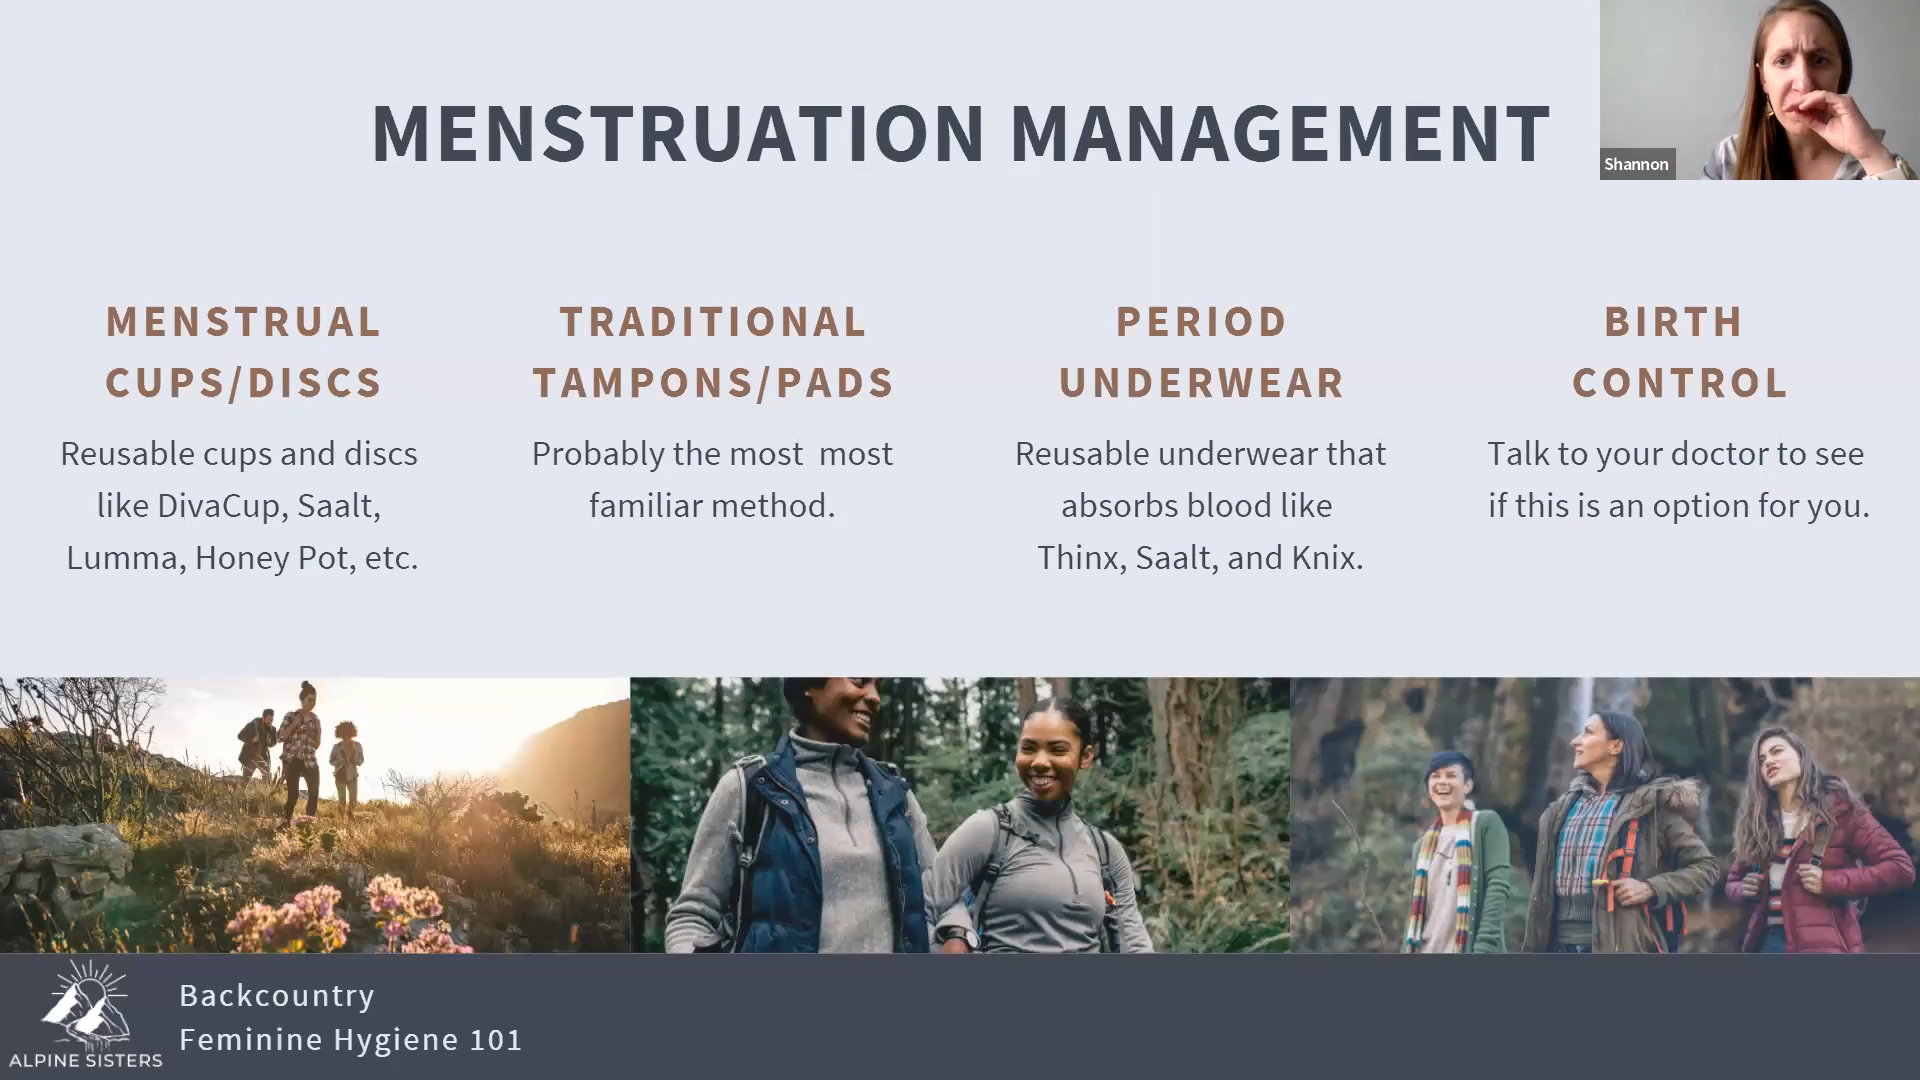 MENSTRUATION MANAGEMENT
Shannon
MENSTRUAL
CUPS/DISCS
Reusable cups and discs
like DivaCup, Saalt,
Lumma, Honey Pot, etc.
TRADITIONAL
TAMPONS/PADS
Probably the most  most
familiar method.
PERIOD
UNDERWEAR
Reusable underwear that
absorbs blood like
Thinx, Saalt, and Knix.
BIRTH
CONTROL
Talk to your doctor to see
if this is an option for you.
ALPINE SISTERS
Backcountry
Feminine Hygiene 101